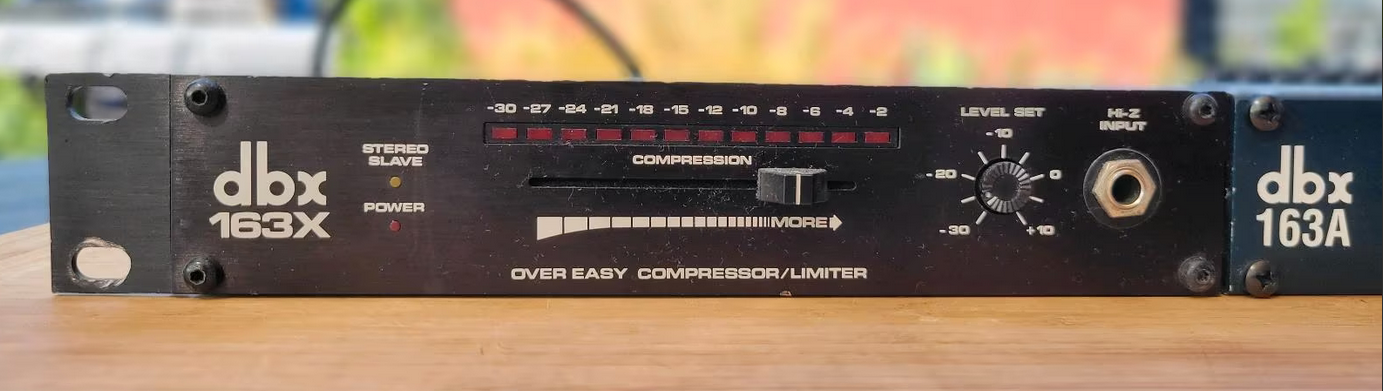 -30 -27 -24 -21 -18 -15 -12 -10 -8 -6 -4 -2
COMPRESSION
MORE
OVER EASY COMPRESSOR/LIMITER
dbx
163X
STEREO
SLAVE
POWER
LEVEL SET
-10
-20 0
-30 +10
HI-Z
INPUT
dbx
163A